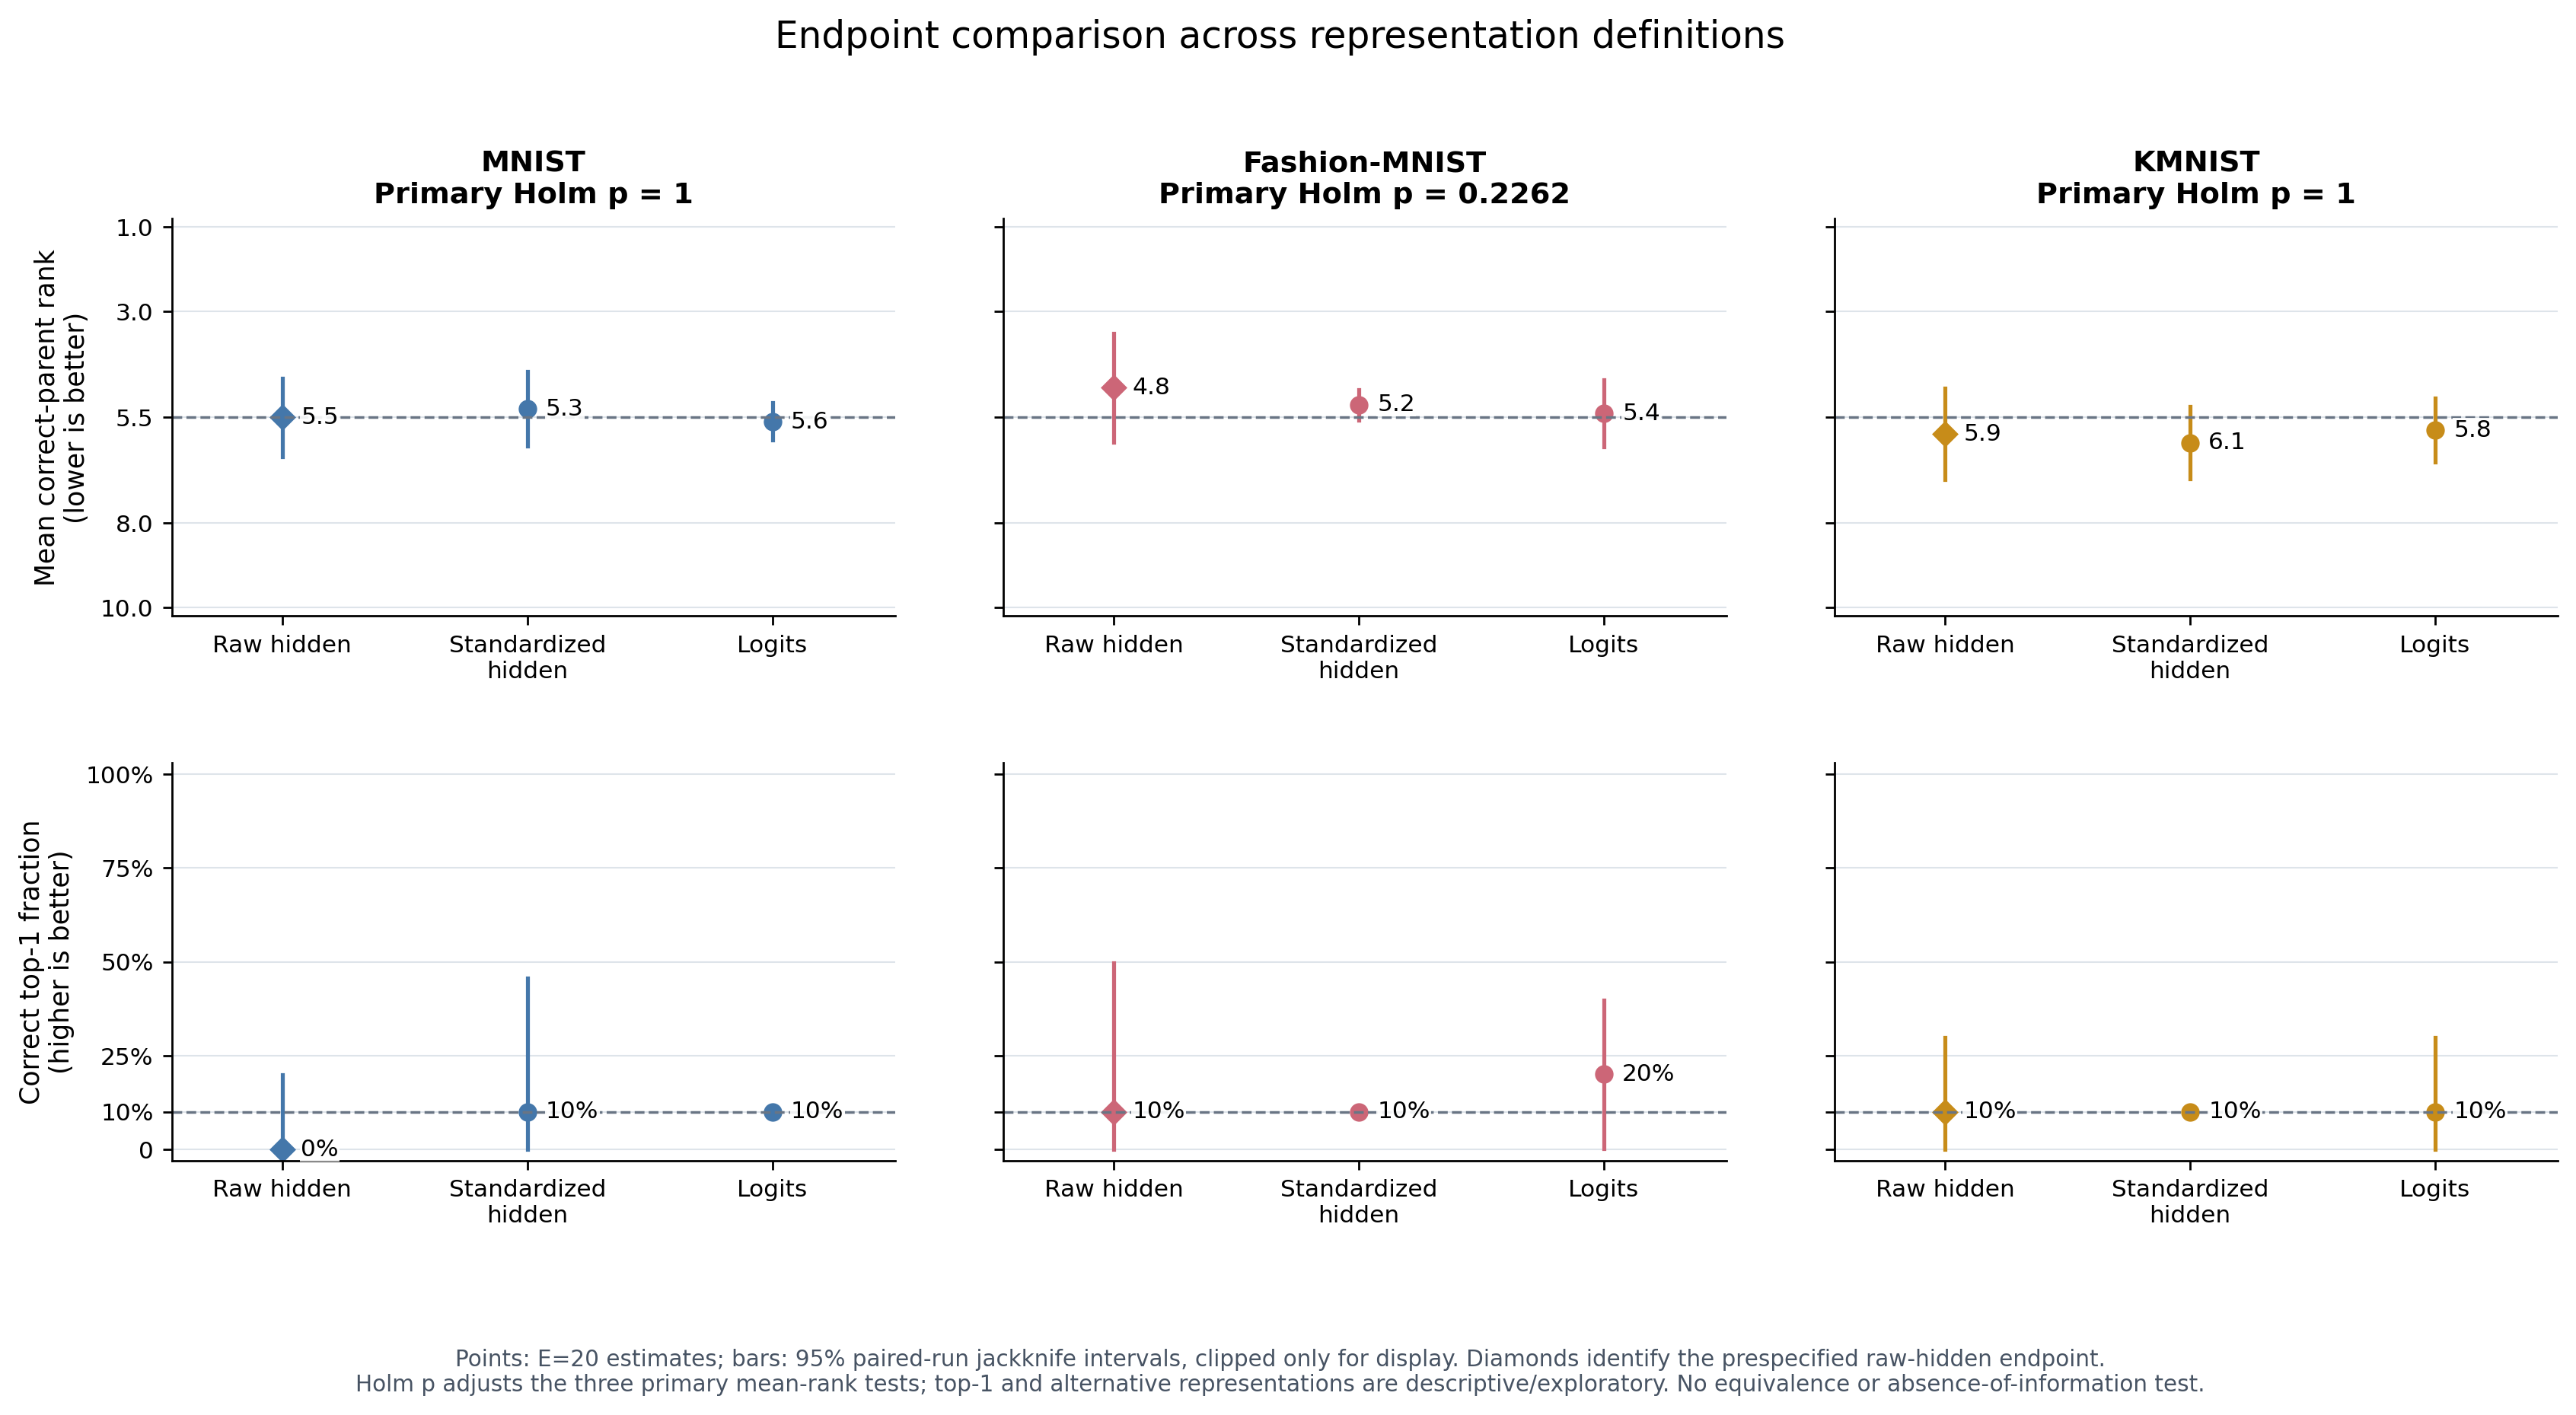 Endpoint comparison across representation definitions
MNIST
Primary Holm p = 1
Fashion-MNIST
Primary Holm p = 0.2262
KMNIST
Primary Holm p = 1
Mean correct-parent rank
(lower is better)
1.0
3.0
5.5
8.0
10.0
5.5
5.3
5.6
4.8
5.2
5.4
5.9
6.1
5.8
Raw hidden
Standardized
hidden
Logits
Raw hidden
Standardized
hidden
Logits
Raw hidden
Standardized
hidden
Logits
Correct top-1 fraction
(higher is better)
100%
75%
50%
25%
10%
0
0%
10%
10%
10%
10%
20%
10%
10%
10%
Raw hidden
Standardized
hidden
Logits
Raw hidden
Standardized
hidden
Logits
Raw hidden
Standardized
hidden
Logits
Points: E=20 estimates; bars: 95% paired-run jackknife intervals, clipped only for display. Diamonds identify the prespecified raw-hidden endpoint.
Holm p adjusts the three primary mean-rank tests; top-1 and alternative representations are descriptive/exploratory. No equivalence or absence-of-information test.